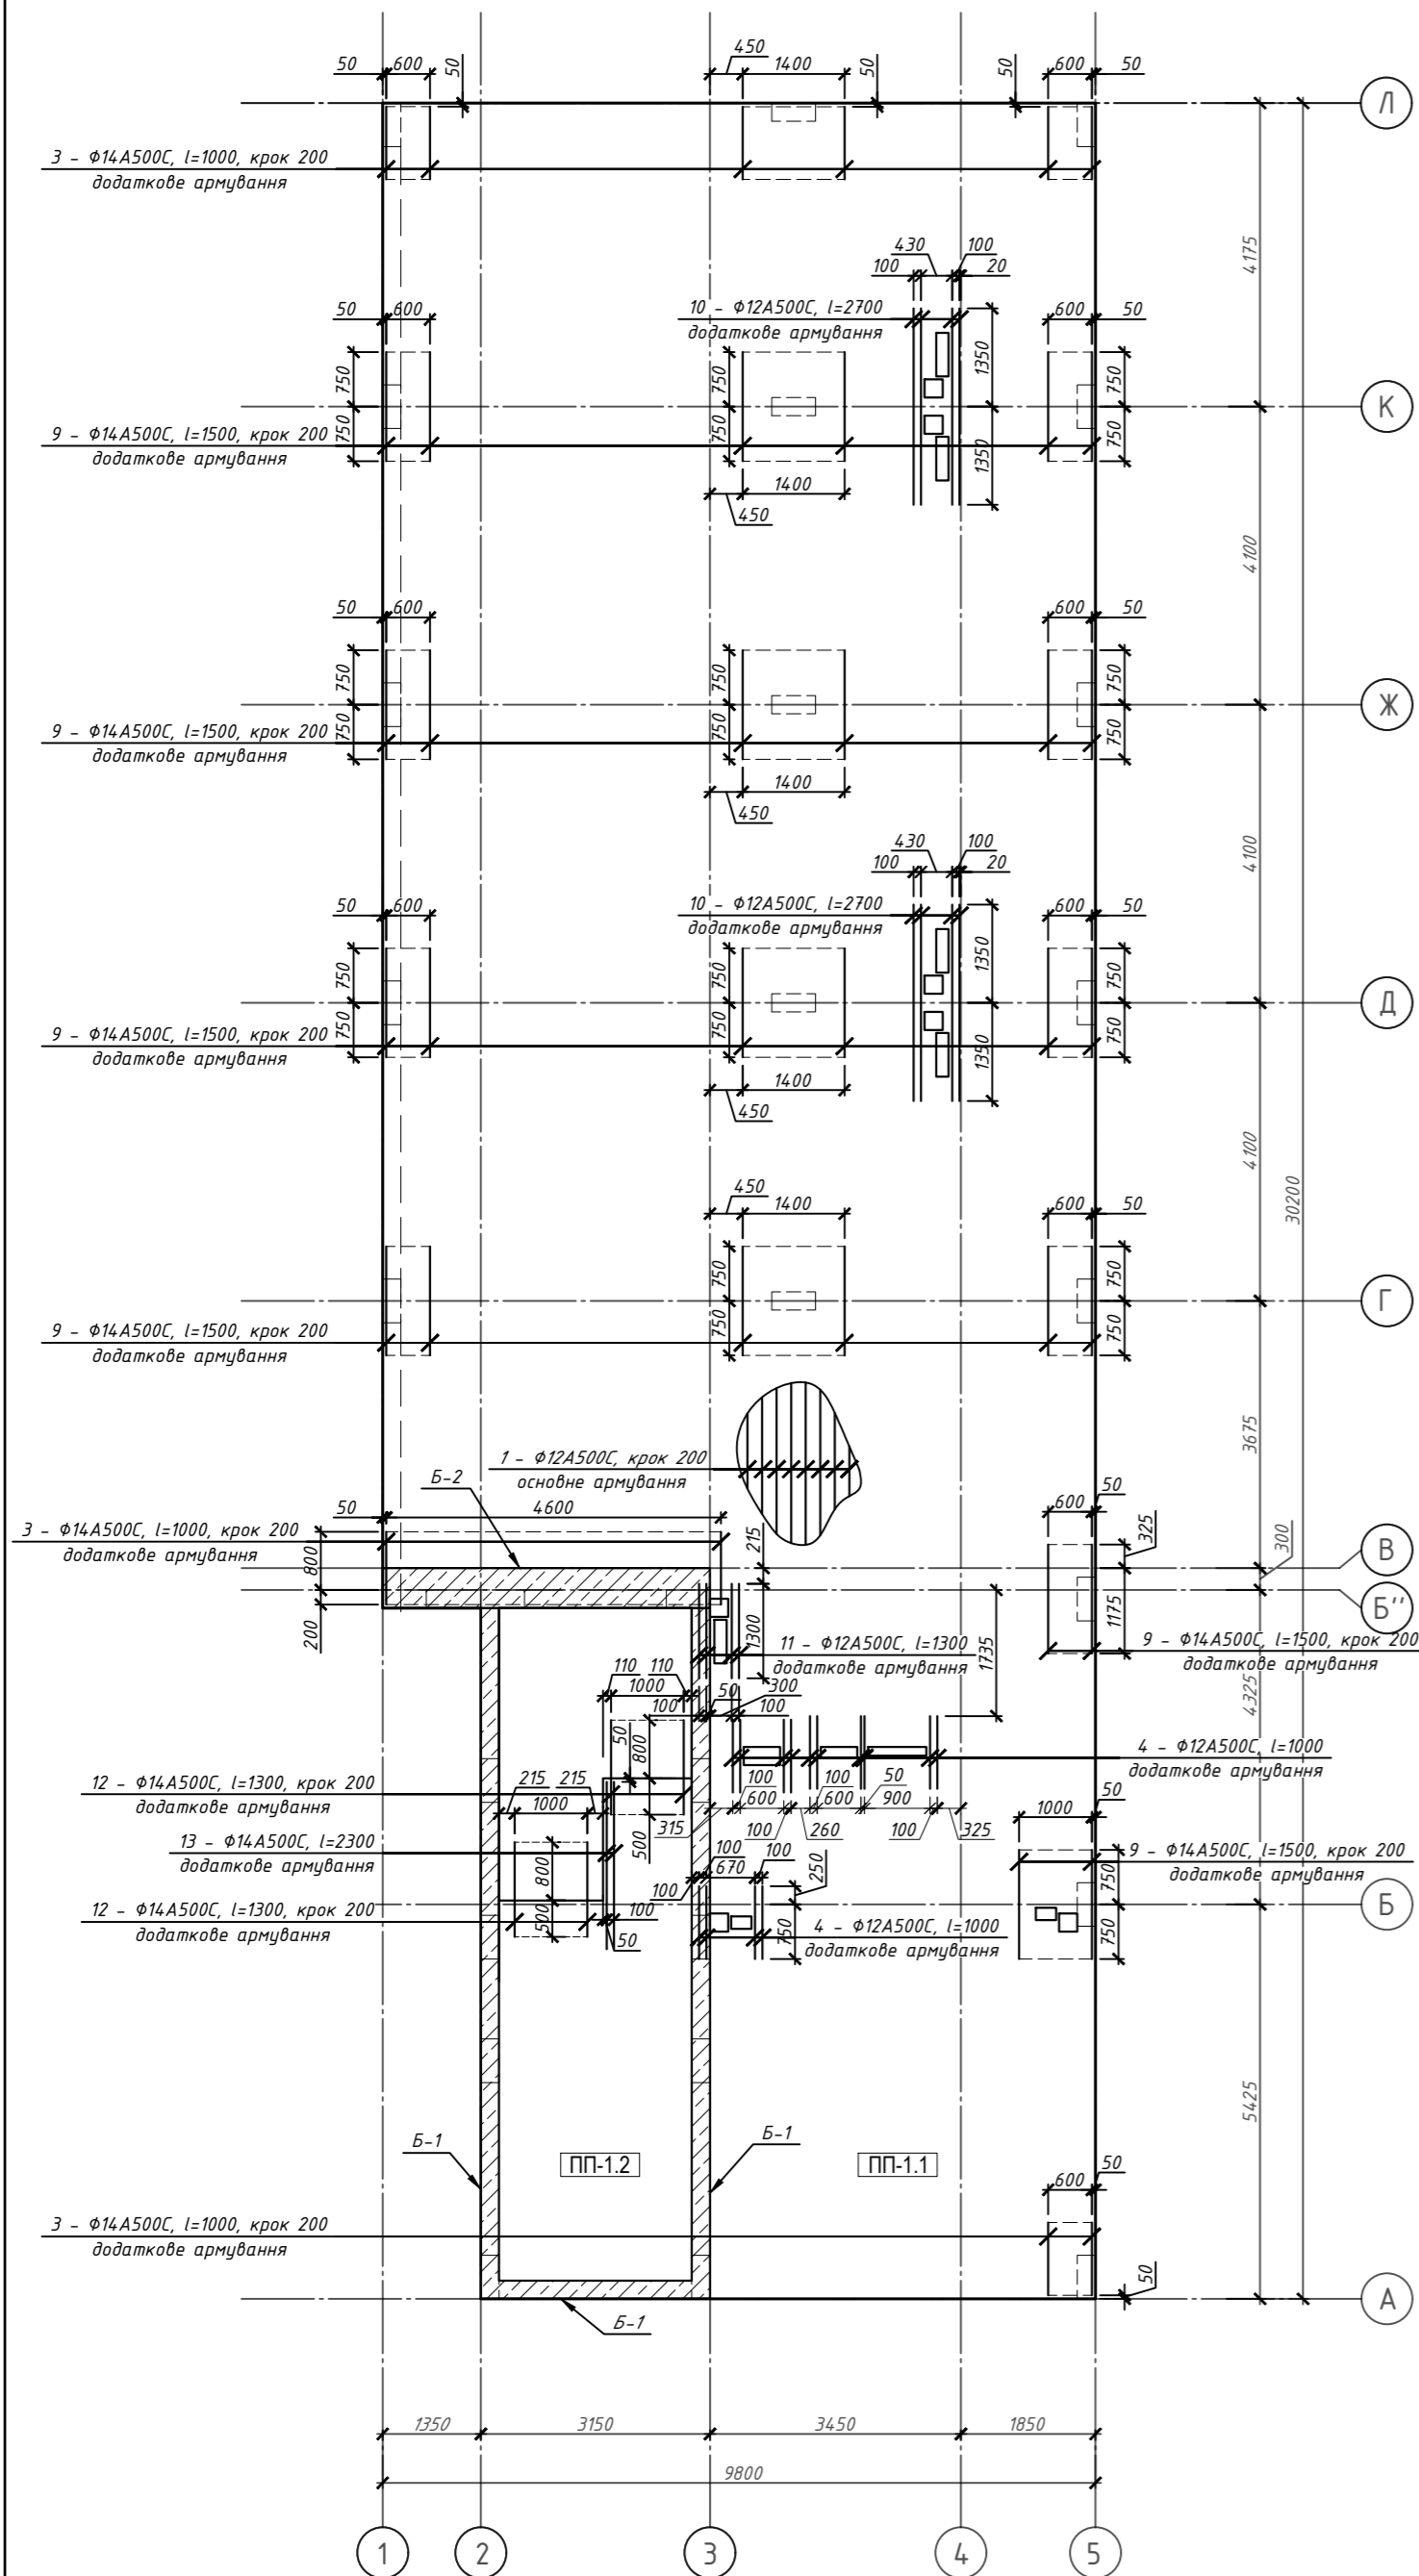 450
50 600 50 1400 50 50 600 50
Л
3 - Ф14А500С, l=1000, крок 200
додаткове армування
4175
430 100
100 20
50 600 10 - Ф12А500С, l=2700 600 50
додаткове армування
750 750 1350 750
К
9 - Ф14А500С, l=1500, крок 200
додаткове армування
750 750 1350 750
1400
450
4100
50 600 600 50
750 750 750
Ж
9 - Ф14А500С, l=1500, крок 200
додаткове армування
750 750 750
1400
450
430 100
100 20
4100
50 600 10 - Ф12А500С, l=2700 600 50
додаткове армування
750 750 1350 750
Д
9 - Ф14А500С, l=1500, крок 200
додаткове армування
750 750 1350 750
1400
450
4100
30200
450
1400 600 50
750 750
Г
9 - Ф14А500С, l=1500, крок 200
додаткове армування
750 750
3675
1 - Ф12А500С, крок 200
основне армування
Б-2
50 4600 600 50
3 - Ф14А500С, l=1000, крок 200
додаткове армування
800 215 325 300
В
Б''
200 1300 1735 1175
11 - Ф12А500С, l=1300
додаткове армування
9 - Ф14А500С, l=1500, крок 200
додаткове армування
4325
110 110
1000 50 300
100 100
50 800
4 - Ф12А500С, l=1000
додаткове армування
12 - Ф14А500С, l=1300, крок 200
додаткове армування
215 215
1000
100 100 50
600 600 900
315 100 260 100 325
500
50
1000
13 - Ф14А500С, l=2300
додаткове армування
800
100 100
670
100
250
9 - Ф14А500С, l=1500, крок 200
додаткове армування
750
Б
12 - Ф14А500С, l=1300, крок 200
додаткове армування
500 100
50
4 - Ф12А500С, l=1000
додаткове армування
750 750
5425
Б-1 Б-1
ПП-1.2 ПП-1.1
50
600
3 - Ф14А500С, l=1000, крок 200
додаткове армування
50
А
Б-1
1350 3150 3450 1850
9800
1 2 3 4 5